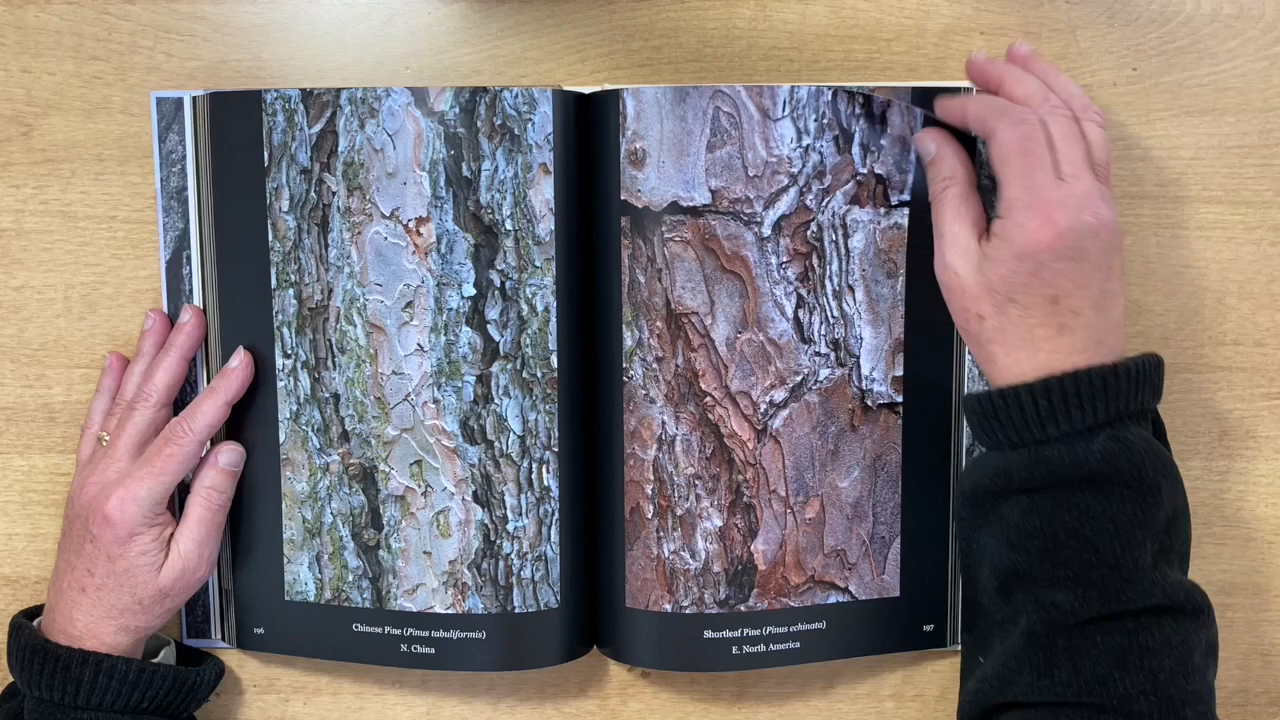 196
Chinese Pine (Pinus tabuliformis)
N. China
Shortleaf Pine (Pinus echinata)
E. North America
197